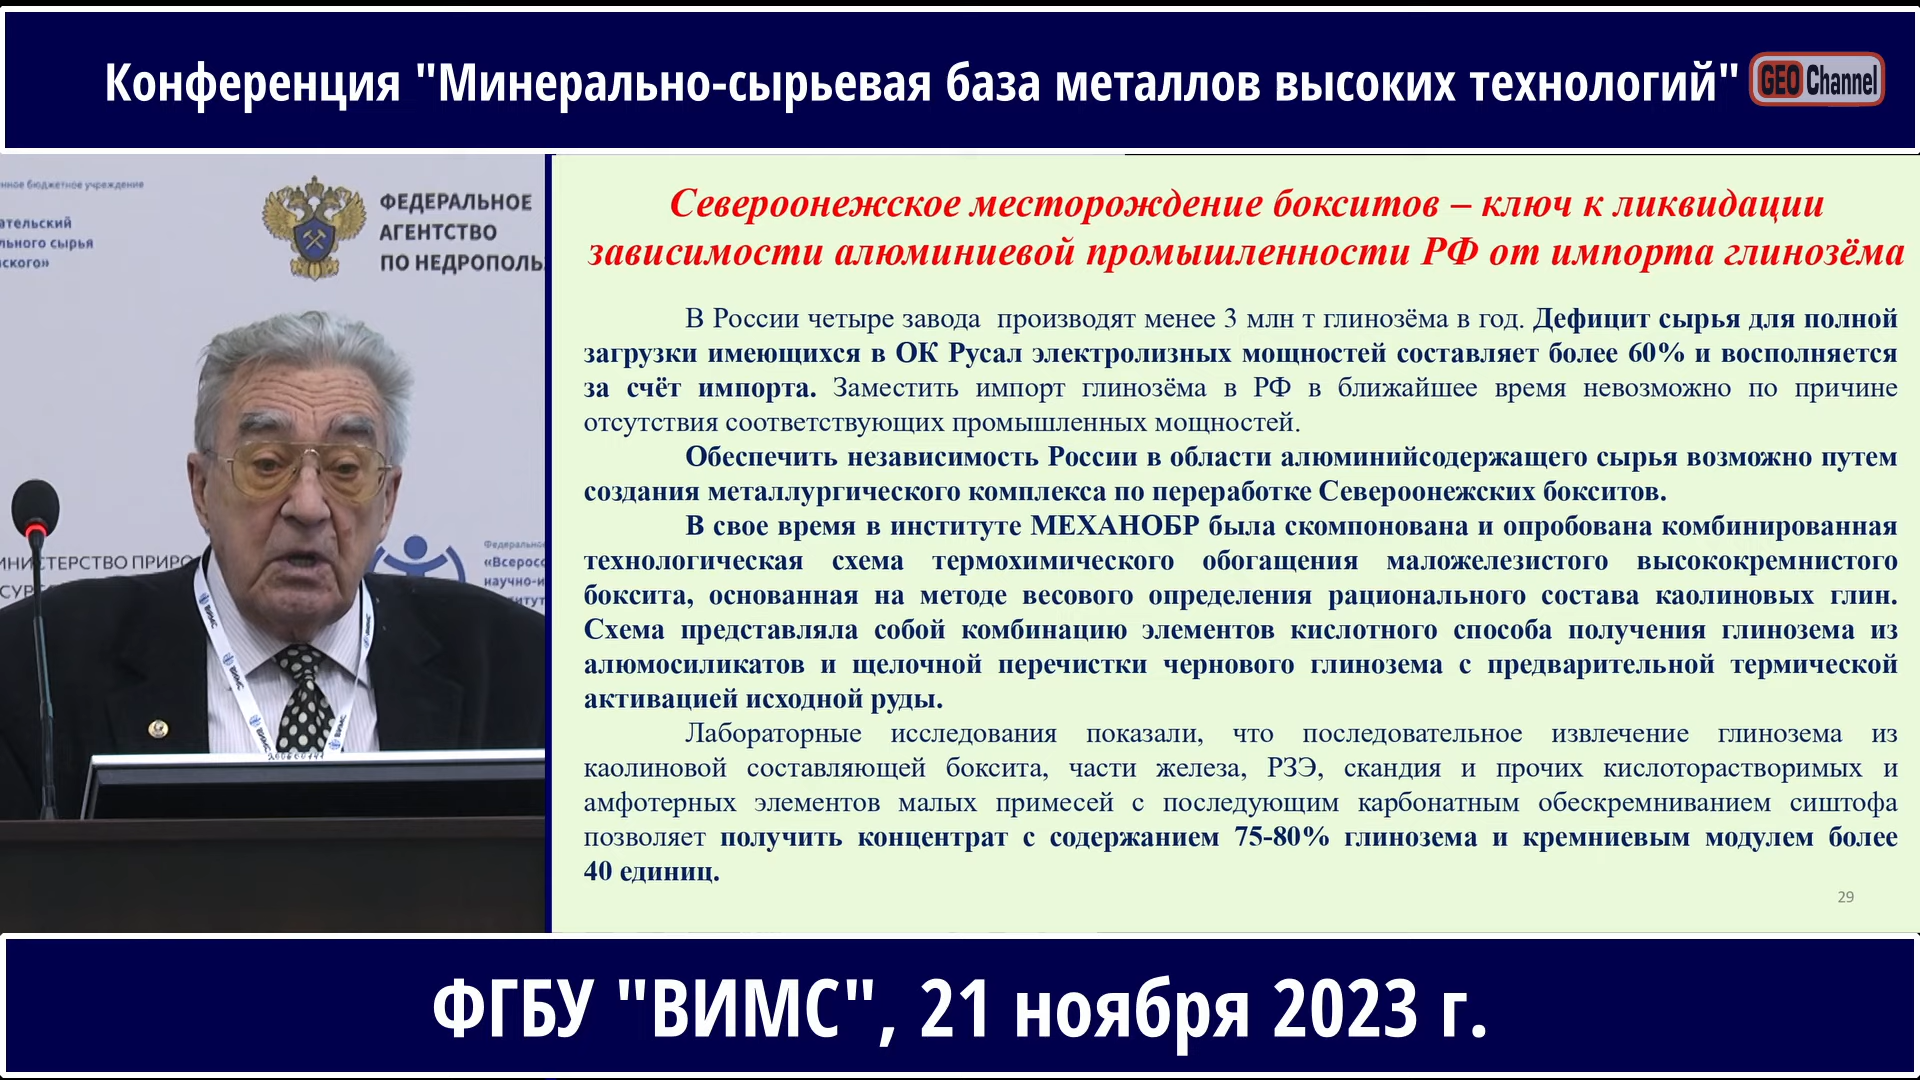 Конференция "Минерально-сырьевая база металлов высоких технологий"
GEO Channel
бюджетное учреждение
ФЕДЕРАЛЬНОЕ
АГЕНТСТВО
ПО НЕДРОПОЛЬ
ВИМС
ВИМС
«Всеросс
научно-и
Североонежское месторождение бокситов – ключ к ликвидации
зависимости алюминиевой промышленности РФ от импорта глинозёма
В России четыре завода производят менее 3 млн т глинозёма в год. Дефицит сырья для полной
загрузки имеющихся в ОК Русал электролизных мощностей составляет более 60% и восполняется
за счёт импорта. Заместить импорт глинозёма в РФ в ближайшее время невозможно по причине
отсутствия соответствующих промышленных мощностей.
Обеспечить независимость России в области алюминийсодержащего сырья возможно путем
создания металлургического комплекса по переработке Североонежских бокситов.
В свое время в институте МЕХАНОБР была скомпонована и опробована комбинированная
технологическая схема термохимического обогащения маложелезистого высококремнистого
боксита, основанная на методе весового определения рационального состава каолиновых глин.
Схема представляла собой комбинацию элементов кислотного способа получения глинозема из
алюмосиликатов и щелочной перечистки чернового глинозема с предварительной термической
активацией исходной руды.
Лабораторные исследования показали, что последовательное извлечение глинозема из
каолиновой составляющей боксита, части железа, РЗЭ, скандия и прочих кислоторастворимых и
амфотерных элементов малых примесей с последующим карбонатным обескремниванием сиштофа
позволяет получить концентрат с содержанием 75-80% глинозема и кремниевым модулем более
40 единиц.
29
ФГБУ "ВИМС", 21 ноября 2023 г.